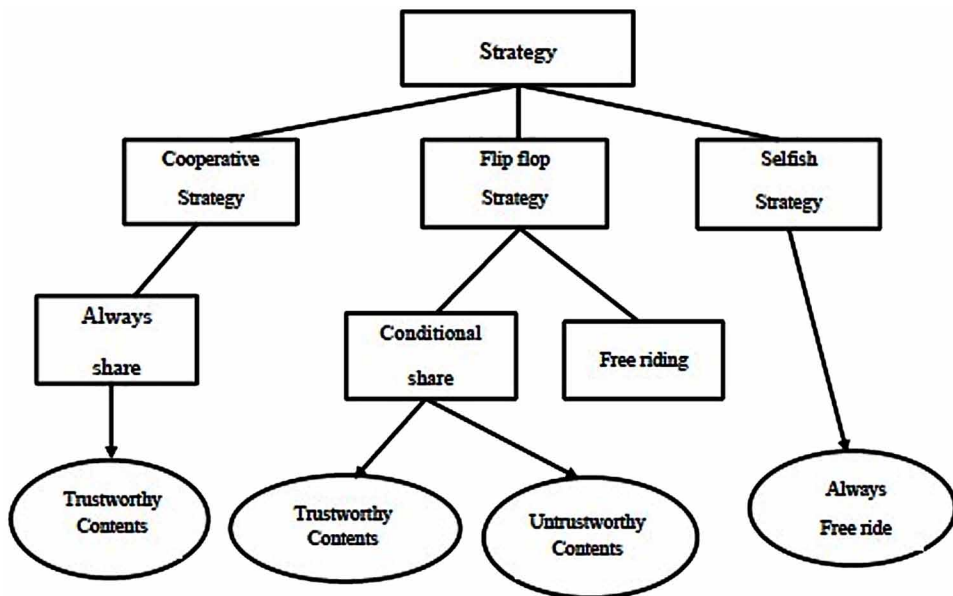 Strategy
Cooperative
Strategy
Flip flop
Strategy
Selfish
Strategy
Always
share
Conditional
share
Free riding
Trustworthy
Contents
Trustworthy
Contents
Untrustworthy
Contents
Always
Free ride